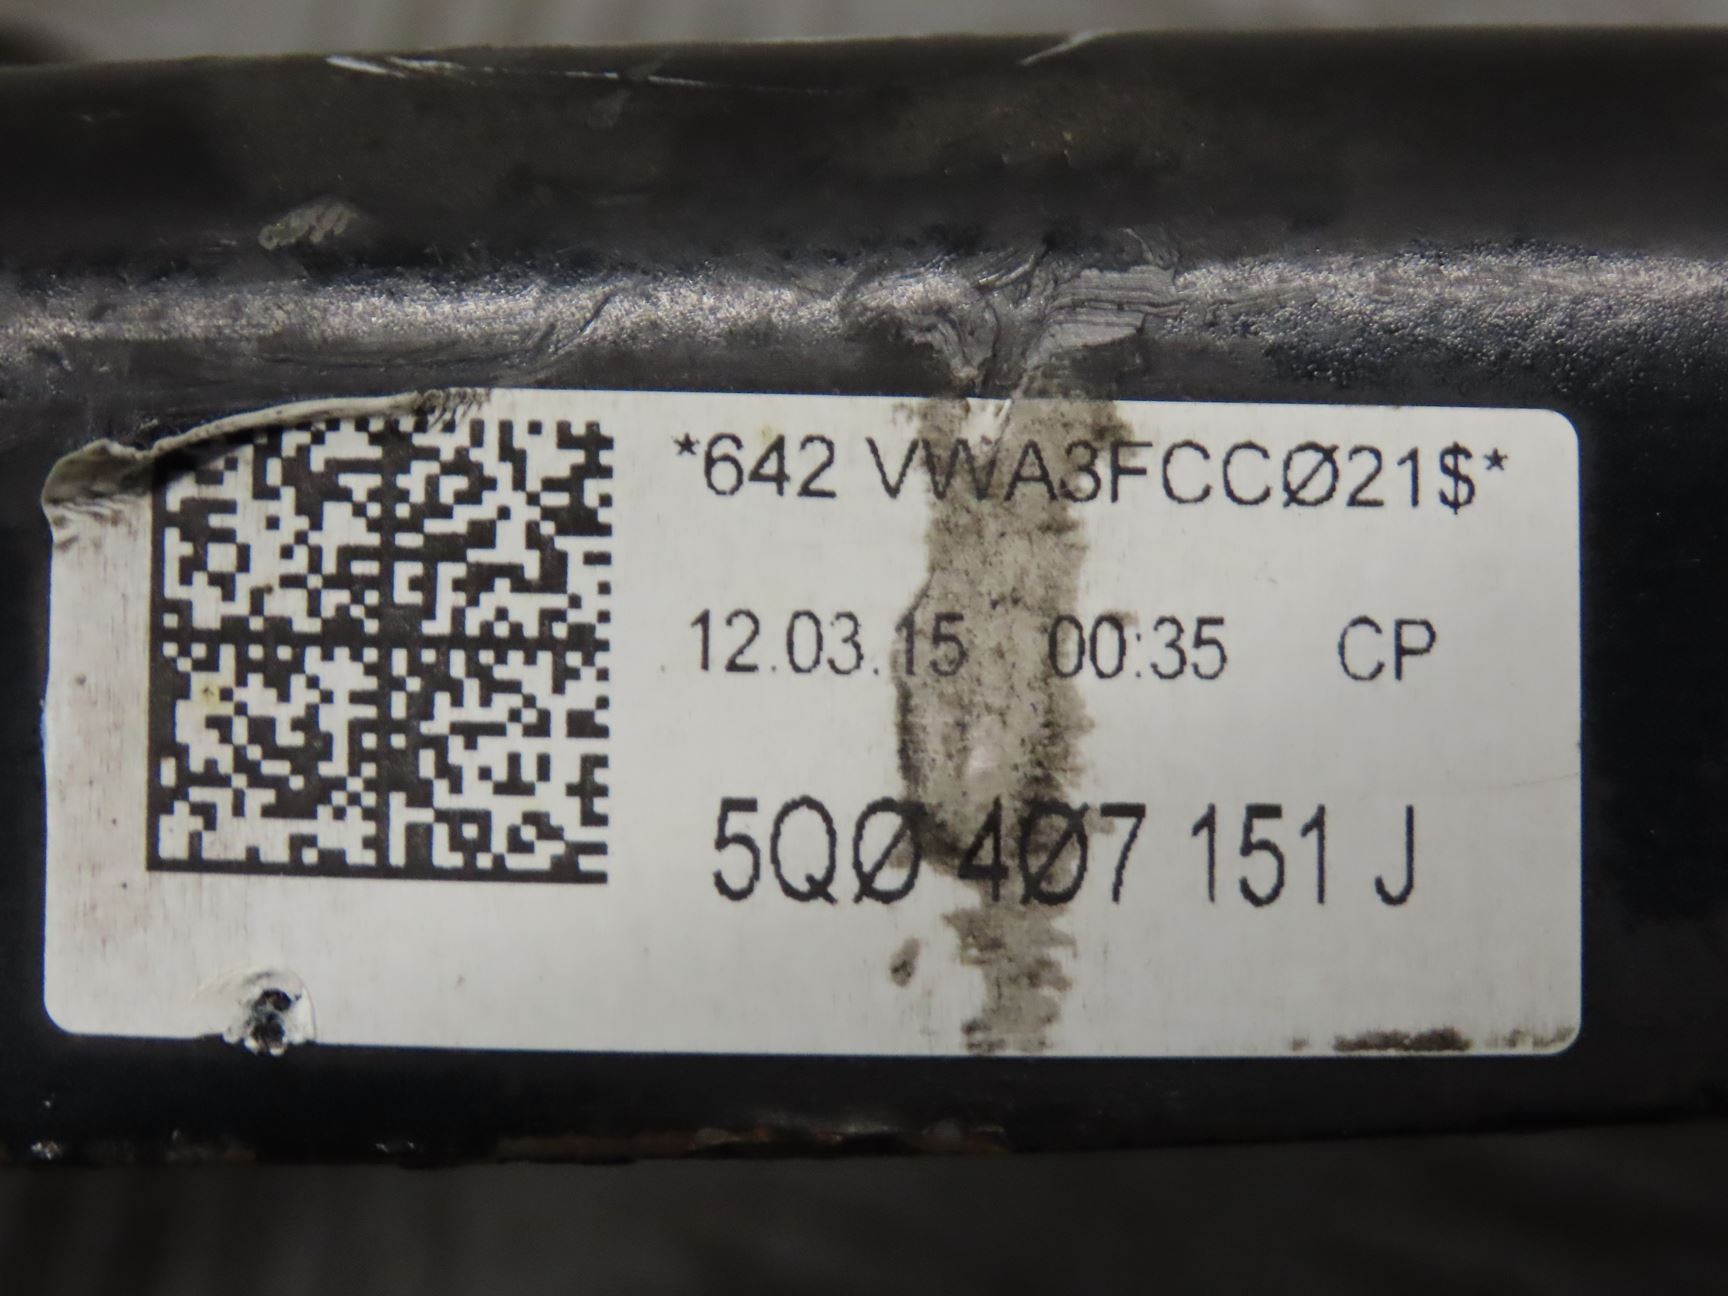 *642 VWA3FCCØ21$*
12.03.15 00:35 CP
5QØ 4Ø7 151 J